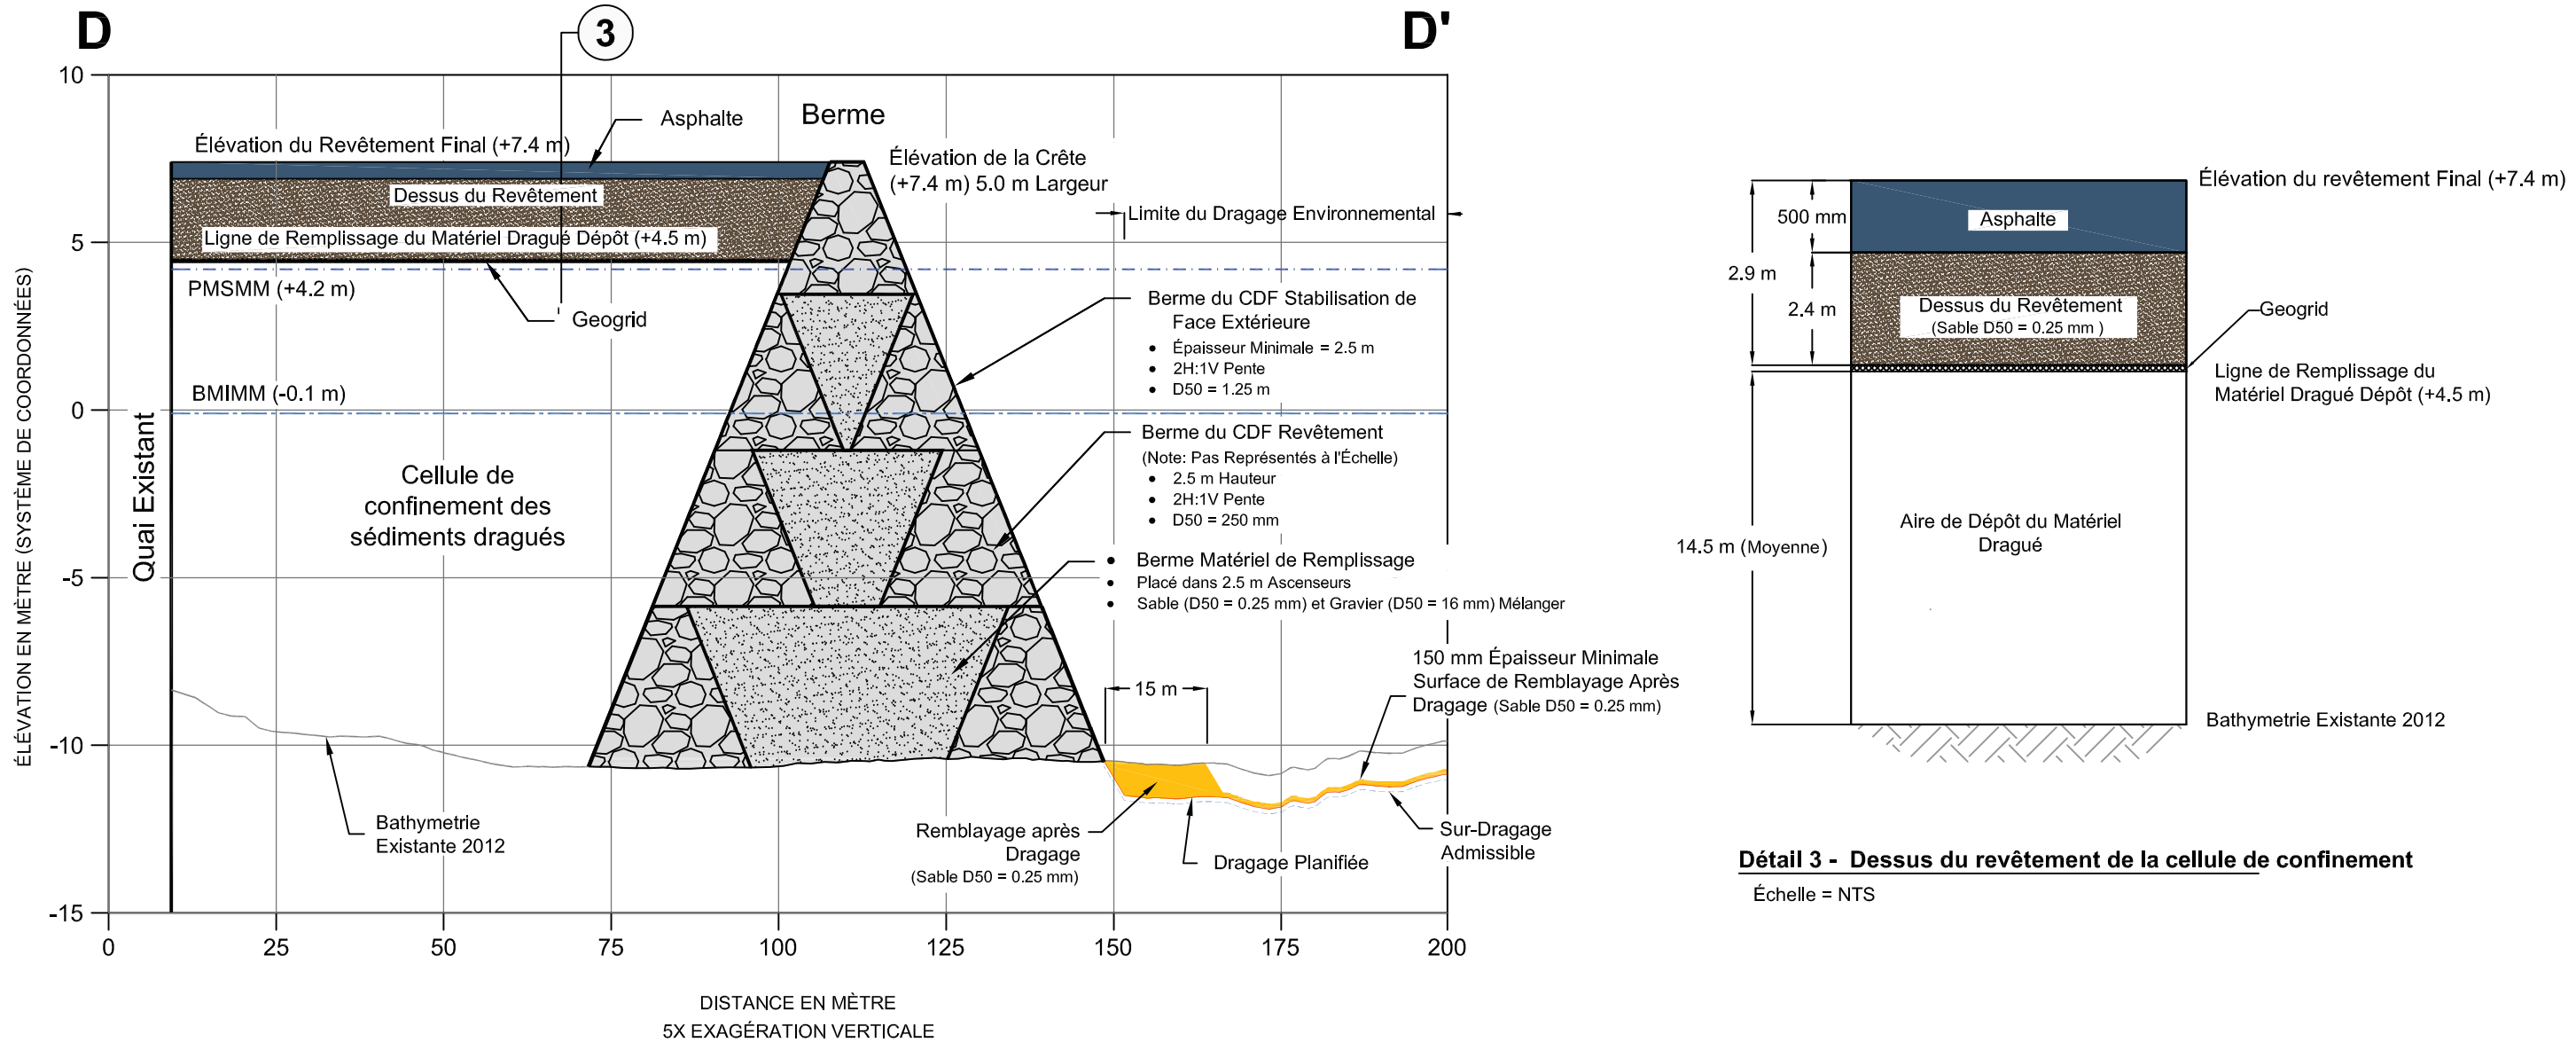 D
3
D'
10
5
0
-5
-10
-15
ÉLÉVATION EN MÈTRE (SYSTÈME DE COORDONNÉES)
Élévation du Revêtement Final (+7.4 m)
Asphalte
Berme
Élévation de la Crête
(+7.4 m) 5.0 m Largeur
Dessus du Revêtement
Limite du Dragage Environnemental
Ligne de Remplissage du Matériel Dragué Dépôt (+4.5 m)
PMSMM (+4.2 m)
Geogrid
BMIMM (-0.1 m)
Quai Existant
Cellule de
confinement des
sédiments dragués
Berme du CDF Stabilisation de
Face Extérieure
• Épaisseur Minimale = 2.5 m
• 2H:1V Pente
• D50 = 1.25 m
Berme du CDF Revêtement
(Note: Pas Représentés à l'Échelle)
• 2.5 m Hauteur
• 2H:1V Pente
• D50 = 250 mm
• Berme Matériel de Remplissage
• Placé dans 2.5 m Ascenseurs
• Sable (D50 = 0.25 mm) et Gravier (D50 = 16 mm) Mélanger
150 mm Épaisseur Minimale
Surface de Remblayage Après
Dragage (Sable D50 = 0.25 mm)
15 m
Bathymetrie
Existante 2012
Remblayage après
Dragage
(Sable D50 = 0.25 mm)
Dragage Planifiée
Sur-Dragage
Admissible
0
25
50
75
100
125
150
175
200
DISTANCE EN MÈTRE
5X EXAGÉRATION VERTICALE
Élévation du revêtement Final (+7.4 m)
500 mm
Asphalte
2.9 m
2.4 m
Dessus du Revêtement
(Sable D50 = 0.25 mm )
Geogrid
Ligne de Remplissage du
Matériel Dragué Dépôt (+4.5 m)
Aire de Dépôt du Matériel
Dragué
14.5 m (Moyenne)
Bathymetrie Existante 2012
Détail 3 - Dessus du revêtement de la cellule de confinement
Échelle = NTS